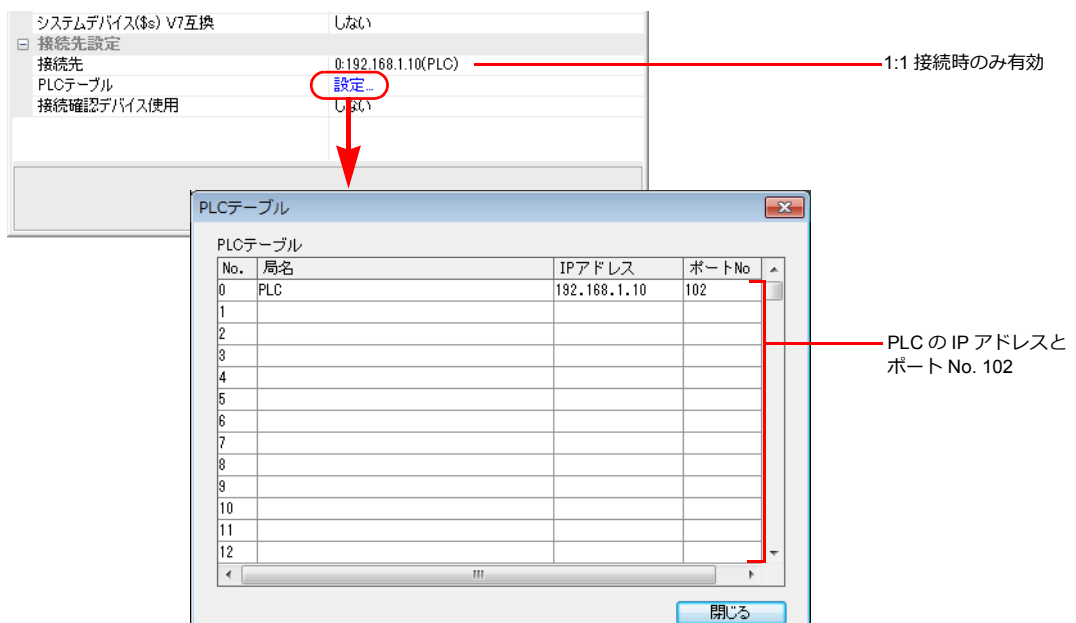 システムデバイス($s) V7互換 しない
接続先設定
接続先 0:192.168.1.10(PLC)
1:1 接続時のみ有効
PLCテーブル 設定...
接続確認デバイス使用 しない
PLCテーブル
PLCテーブル
No. 局名 IPアドレス ポートNo
0 PLC 192.168.1.10 102
1
2
3
PLC の IP アドレスと
ポート No. 102
4
5
6
7
8
9
10
11
12
閉じる